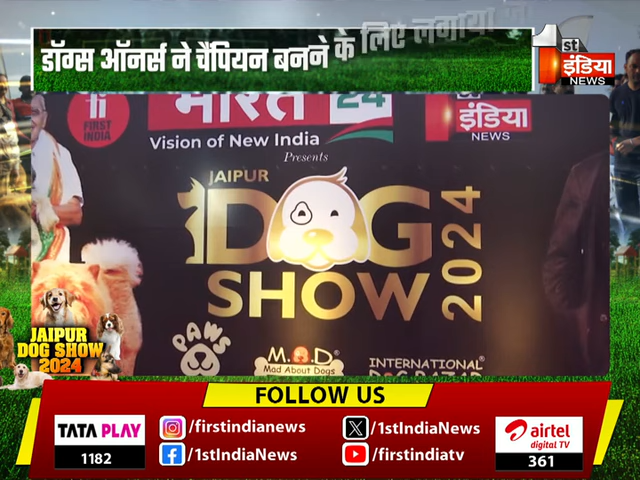 डॉग्स ऑनर्स ने चैंपियन बनने के लिए लगाया
1st
इंडिया
NEWS
FIRST
INDIA
भारत 24
Vision of New India
इंडिया
NEWS
Presents
JAIPUR
DOG
SHOW
2024
PAWS
M.A.D®
Mad About Dogs
INTERNATIONAL®
JAIPUR
DOG SHOW
2024
FOLLOW US
TATA PLAY
1182
/firstindianews
/1stIndiaNews
/1stIndiaNews
/firstindiatv
airtel
digital TV
361